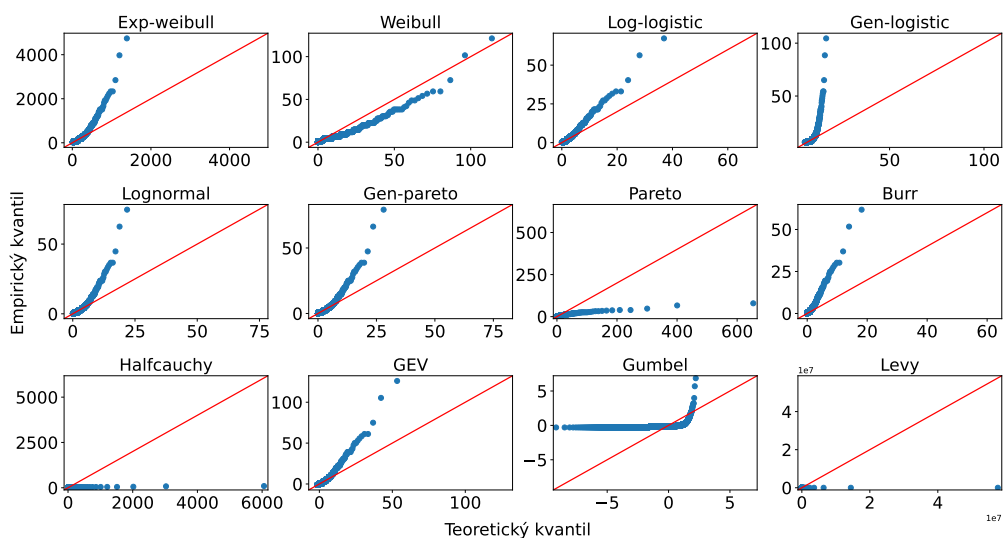 Exp-weibull Weibull Log-logistic Gen-logistic
4000
2000
0
0 2000 4000
100
50
0
0 50 100
50
25
0
0 20 40 60
100
50
50 100
Lognormal Gen-pareto Pareto Burr
50
0
0 25 50 75
50
0
0 28 56
500
250
0
0 200 400 600
50
25
0
0 20 40 60
Halfcauchy GEV Gumbel Levy
5000
2500
0
0 2000 4000 6000
100
50
0
0 50 100
5
0
−5
−5 0 5
1e7
4
2
0
0 2 4
1e7
Empirický kvantil
Teoretický kvantil